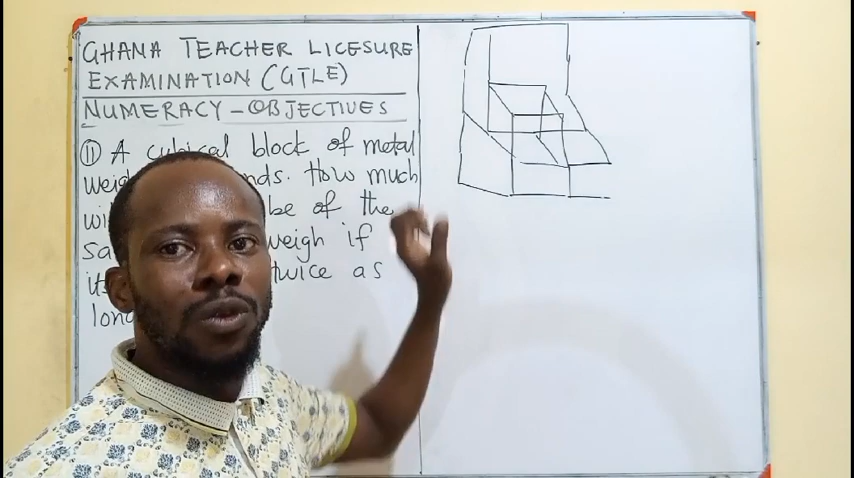 GHANA TEACHER LICESURE
EXAMINATION (GTLE)
NUMERACY - OBJECTIVES
(11) A cubical block of metal
How much
be of the
weigh if
twice as